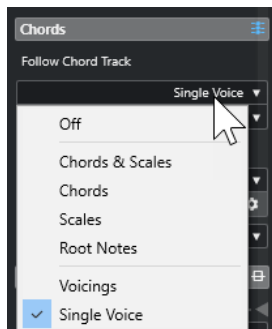 Chords
Follow Chord Track
Single Voice
Off
Chords & Scales
Chords
Scales
Root Notes
Voicings
Single Voice